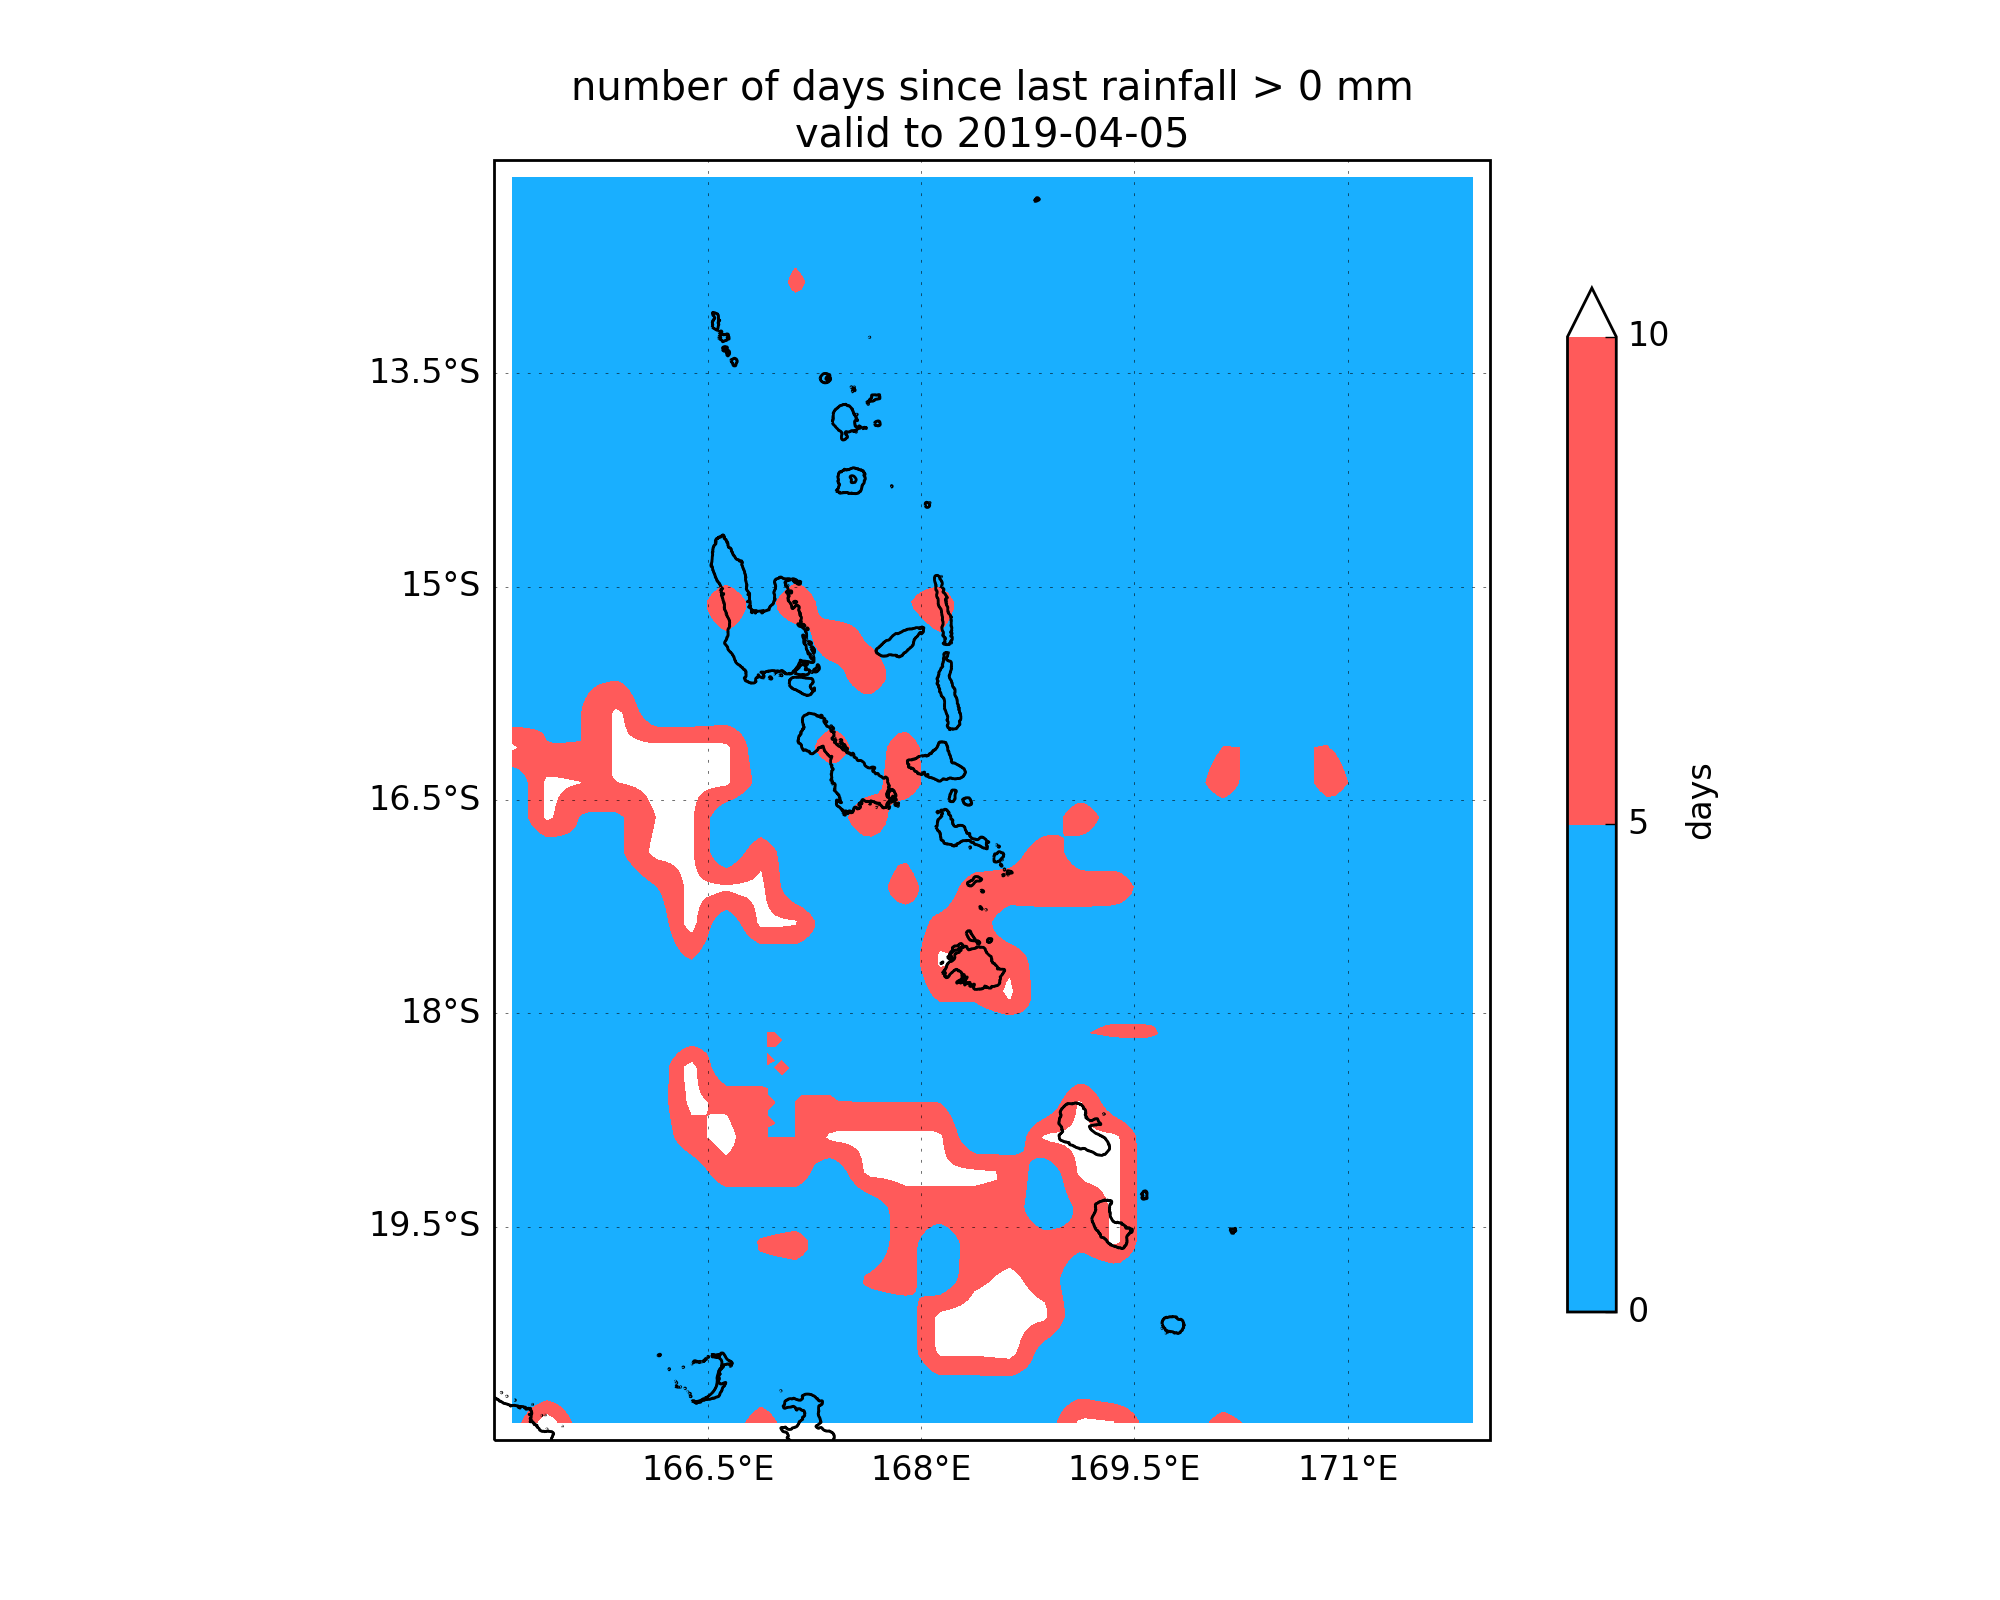 number of days since last rainfall > 0 mm
valid to 2019-04-05
13.5°S
15°S
16.5°S
18°S
19.5°S
166.5°E
168°E
169.5°E
171°E
10
5
0
days